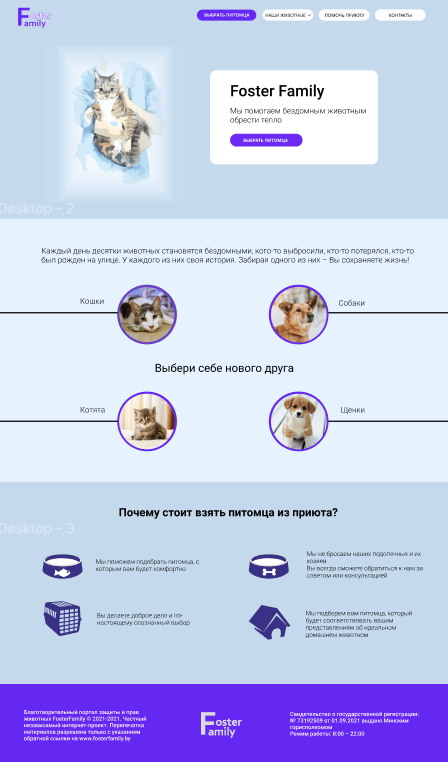 Foster
Family
ВЫБРАТЬ ПИТОМЦА
НАШИ ЖИВОТНЫЕ
ПОМОЧЬ ПРИЮТУ
КОНТАКТЫ
Foster Family
Мы помогаем бездомным животным
обрести тепло
ВЫБРАТЬ ПИТОМЦА
Desktop - 2
Каждый день десятки животных становятся бездомными, кого-то выбросили, кто-то потерялся, кто-то
был рожден на улице. У каждого из них своя история. Забирая одного из них – Вы сохраняете жизнь!
Кошки
Собаки
Выбери себе нового друга
Котята
Щенки
Почему стоит взять питомца из приюта?
Desktop - 3
Мы поможем подобрать питомца, с
которым вам будет комфортно
Мы не бросаем наших подопечных и их
хозяев
Вы всегда сможете обратиться к нам за
советом или консультацией
Вы делаете доброе дело и по-
настоящему осознанный выбор
Мы подберем вам питомца, который
будет соответствовать вашим
представлениям об идеальном
домашнем животном
Благотворительный портал защиты и прав
животных FosterFamily © 2021-2021. Частный
независимый интернет-проект. Перепечатка
материалов разрешена только с указанием
обратной ссылки на www.fosterfamily.by
Foster
Family
Свидетельство о государственной регистрации:
№ 73192509 от 01.09.2021 выдано Минским
горисполкомом
Режим работы: 8:00 – 22:00